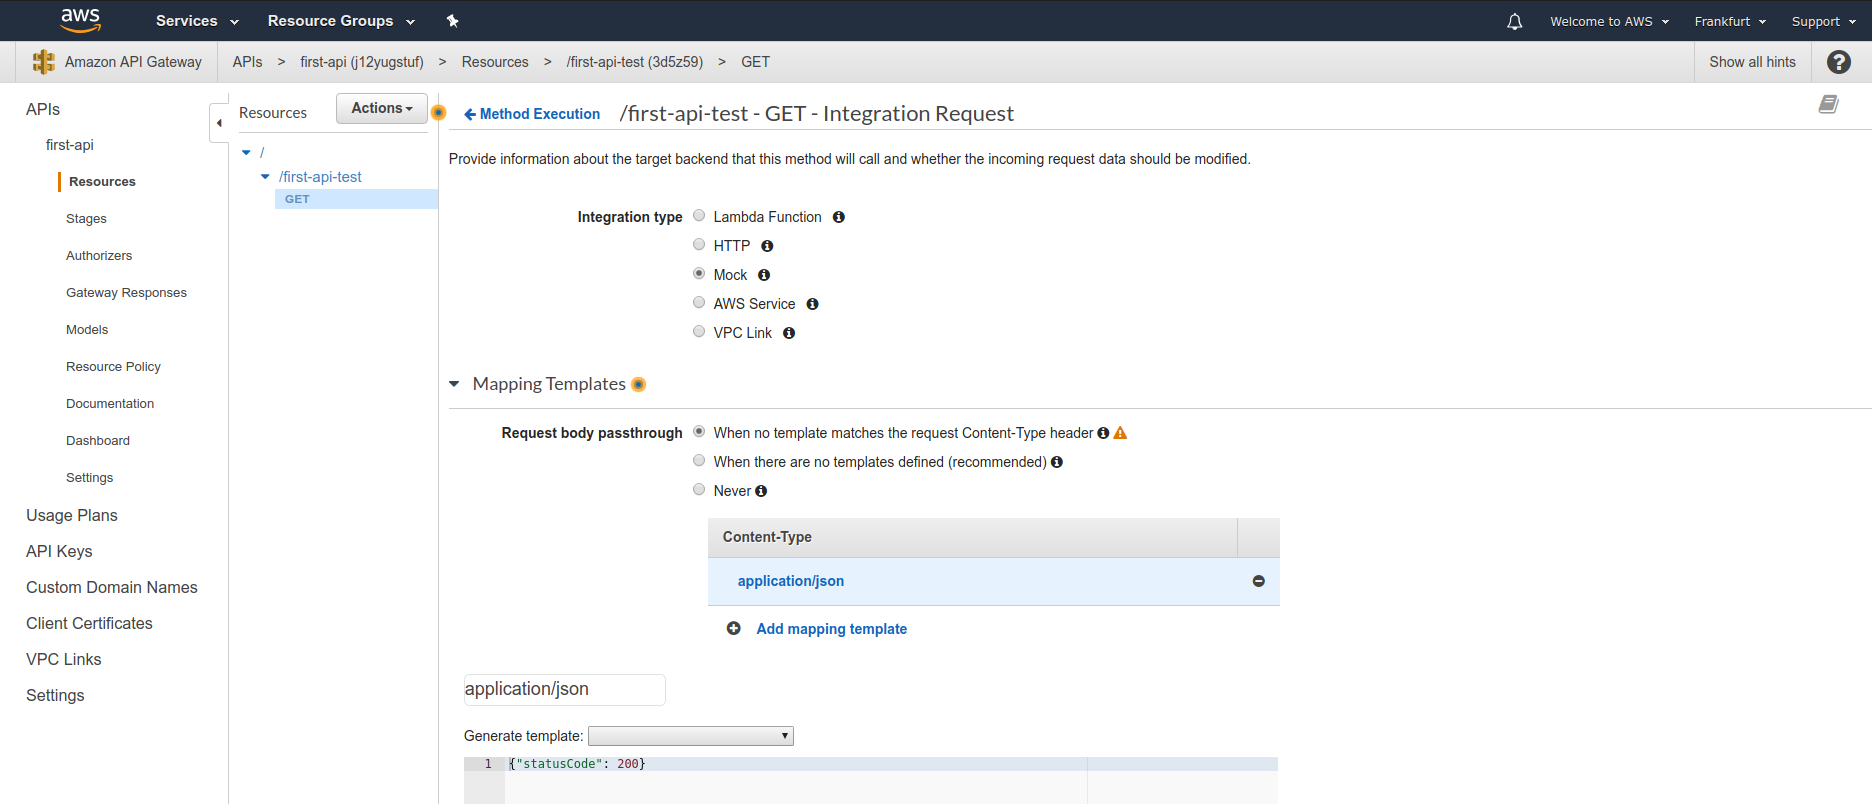 aws Services Resource Groups Welcome to AWS Frankfurt Support
Amazon API Gateway APIs > first-api (j12yugstuf) > Resources > /first-api-test (3d5z59) > GET Show all hints ?
APIs
first-api
Resources
Stages
Authorizers
Gateway Responses
Models
Resource Policy
Documentation
Dashboard
Settings
Usage Plans
API Keys
Custom Domain Names
Client Certificates
VPC Links
Settings
Resources Actions
/
/first-api-test
GET
Method Execution /first-api-test - GET - Integration Request
Provide information about the target backend that this method will call and whether the incoming request data should be modified.
Integration type Lambda Function
HTTP
Mock
AWS Service
VPC Link
Mapping Templates
Request body passthrough When no template matches the request Content-Type header
When there are no templates defined (recommended)
Never
Content-Type
application/json
Add mapping template
application/json
Generate template:
1 {"statusCode": 200}